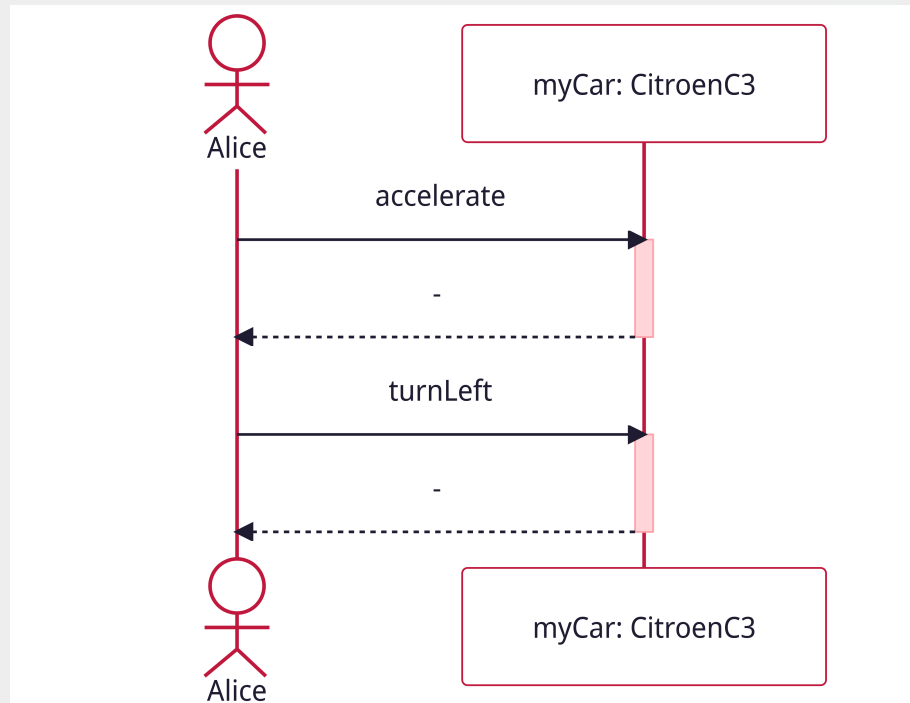 Alice
myCar: CitroenC3
accelerate
-
turnLeft
-
Alice
myCar: CitroenC3